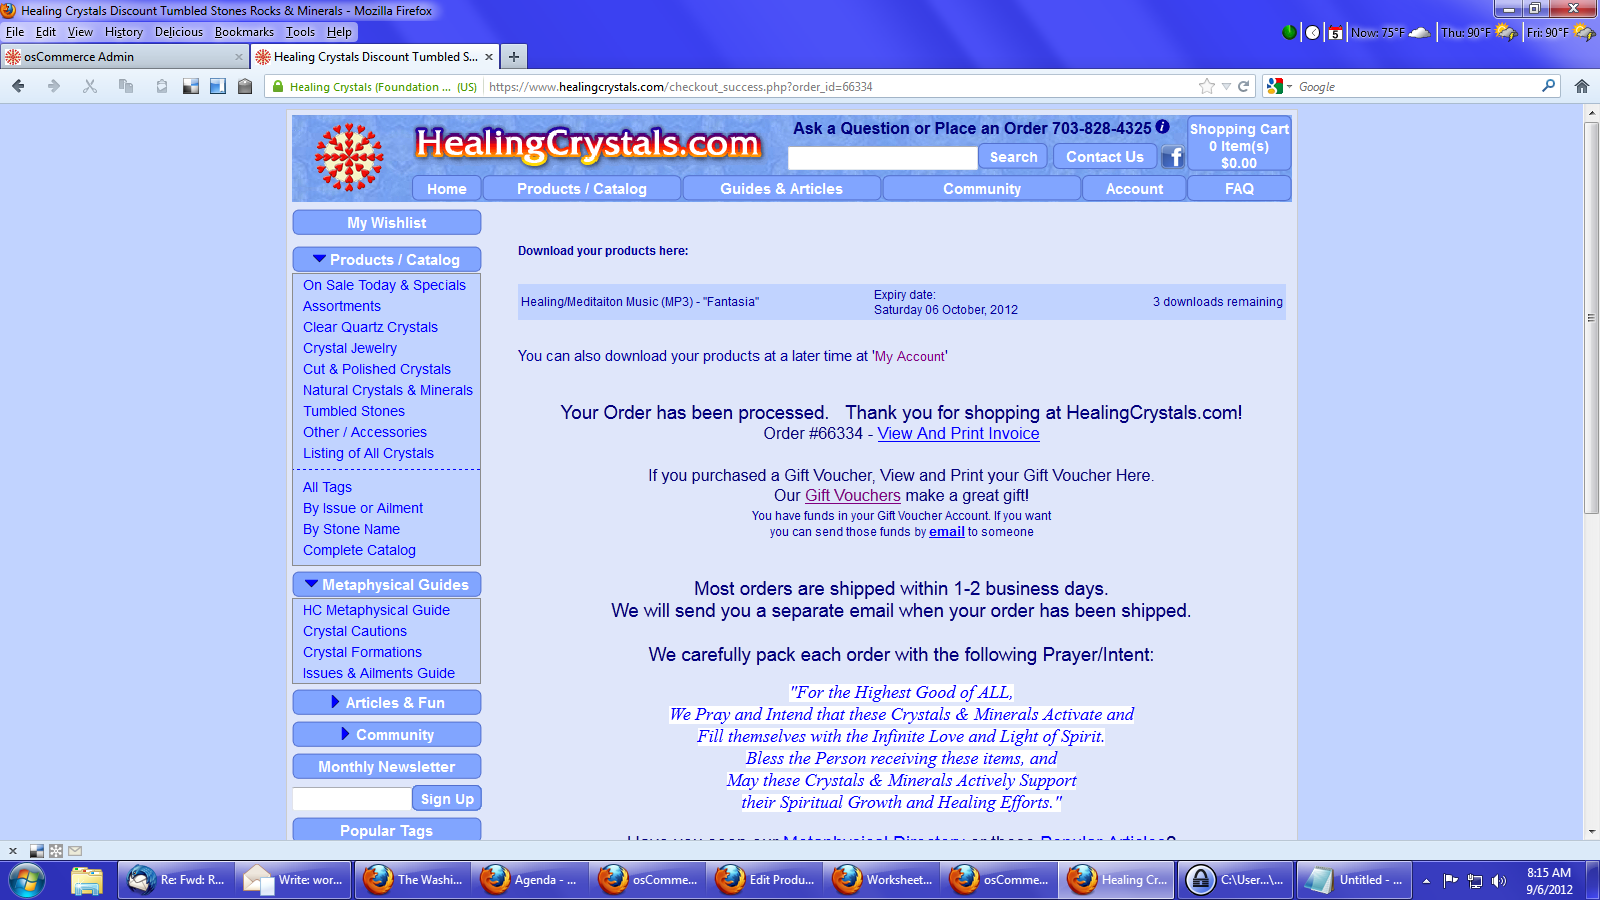 Healing Crystals Discount Tumbled Stones Rocks & Minerals - Mozilla Firefox
File Edit View History Delicious Bookmarks Tools Help
5 Now: 75°F Thu: 90°F Fri: 90°F
osCommerce Admin
Healing Crystals Discount Tumbled S...
Healing Crystals (Foundation ... (US)
https://www.healingcrystals.com/checkout_success.php?order_id=66334
Google
HealingCrystals.com
Ask a Question or Place an Order 703-828-4325 i
Search Contact Us f
Shopping Cart
0 Item(s)
$0.00
Home Products / Catalog Guides & Articles Community Account FAQ
My Wishlist
Products / Catalog
On Sale Today & Specials
Assortments
Clear Quartz Crystals
Crystal Jewelry
Cut & Polished Crystals
Natural Crystals & Minerals
Tumbled Stones
Other / Accessories
Listing of All Crystals
All Tags
By Issue or Ailment
By Stone Name
Complete Catalog
Metaphysical Guides
HC Metaphysical Guide
Crystal Cautions
Crystal Formations
Issues & Ailments Guide
Articles & Fun
Community
Monthly Newsletter
Sign Up
Popular Tags
Download your products here:
Healing/Meditaiton Music (MP3) - "Fantasia"
Expiry date:
Saturday 06 October, 2012
3 downloads remaining
You can also download your products at a later time at 'My Account'
Your Order has been processed. Thank you for shopping at HealingCrystals.com!
Order #66334 - View And Print Invoice
If you purchased a Gift Voucher, View and Print your Gift Voucher Here.
Our Gift Vouchers make a great gift!
You have funds in your Gift Voucher Account. If you want
you can send those funds by email to someone
Most orders are shipped within 1-2 business days.
We will send you a separate email when your order has been shipped.
We carefully pack each order with the following Prayer/Intent:
"For the Highest Good of ALL,
We Pray and Intend that these Crystals & Minerals Activate and
Fill themselves with the Infinite Love and Light of Spirit.
Bless the Person receiving these items, and
May these Crystals & Minerals Actively Support
their Spiritual Growth and Healing Efforts."
Have you seen our Metaphysical Directory or these Popular Articles?
Re: Fwd: R...
Write: wor...
The Washi...
Agenda - ...
osComme...
Edit Produ...
Worksheet...
osComme...
Healing Cr...
C:\User...\...
Untitled - ...
8:15 AM
9/6/2012